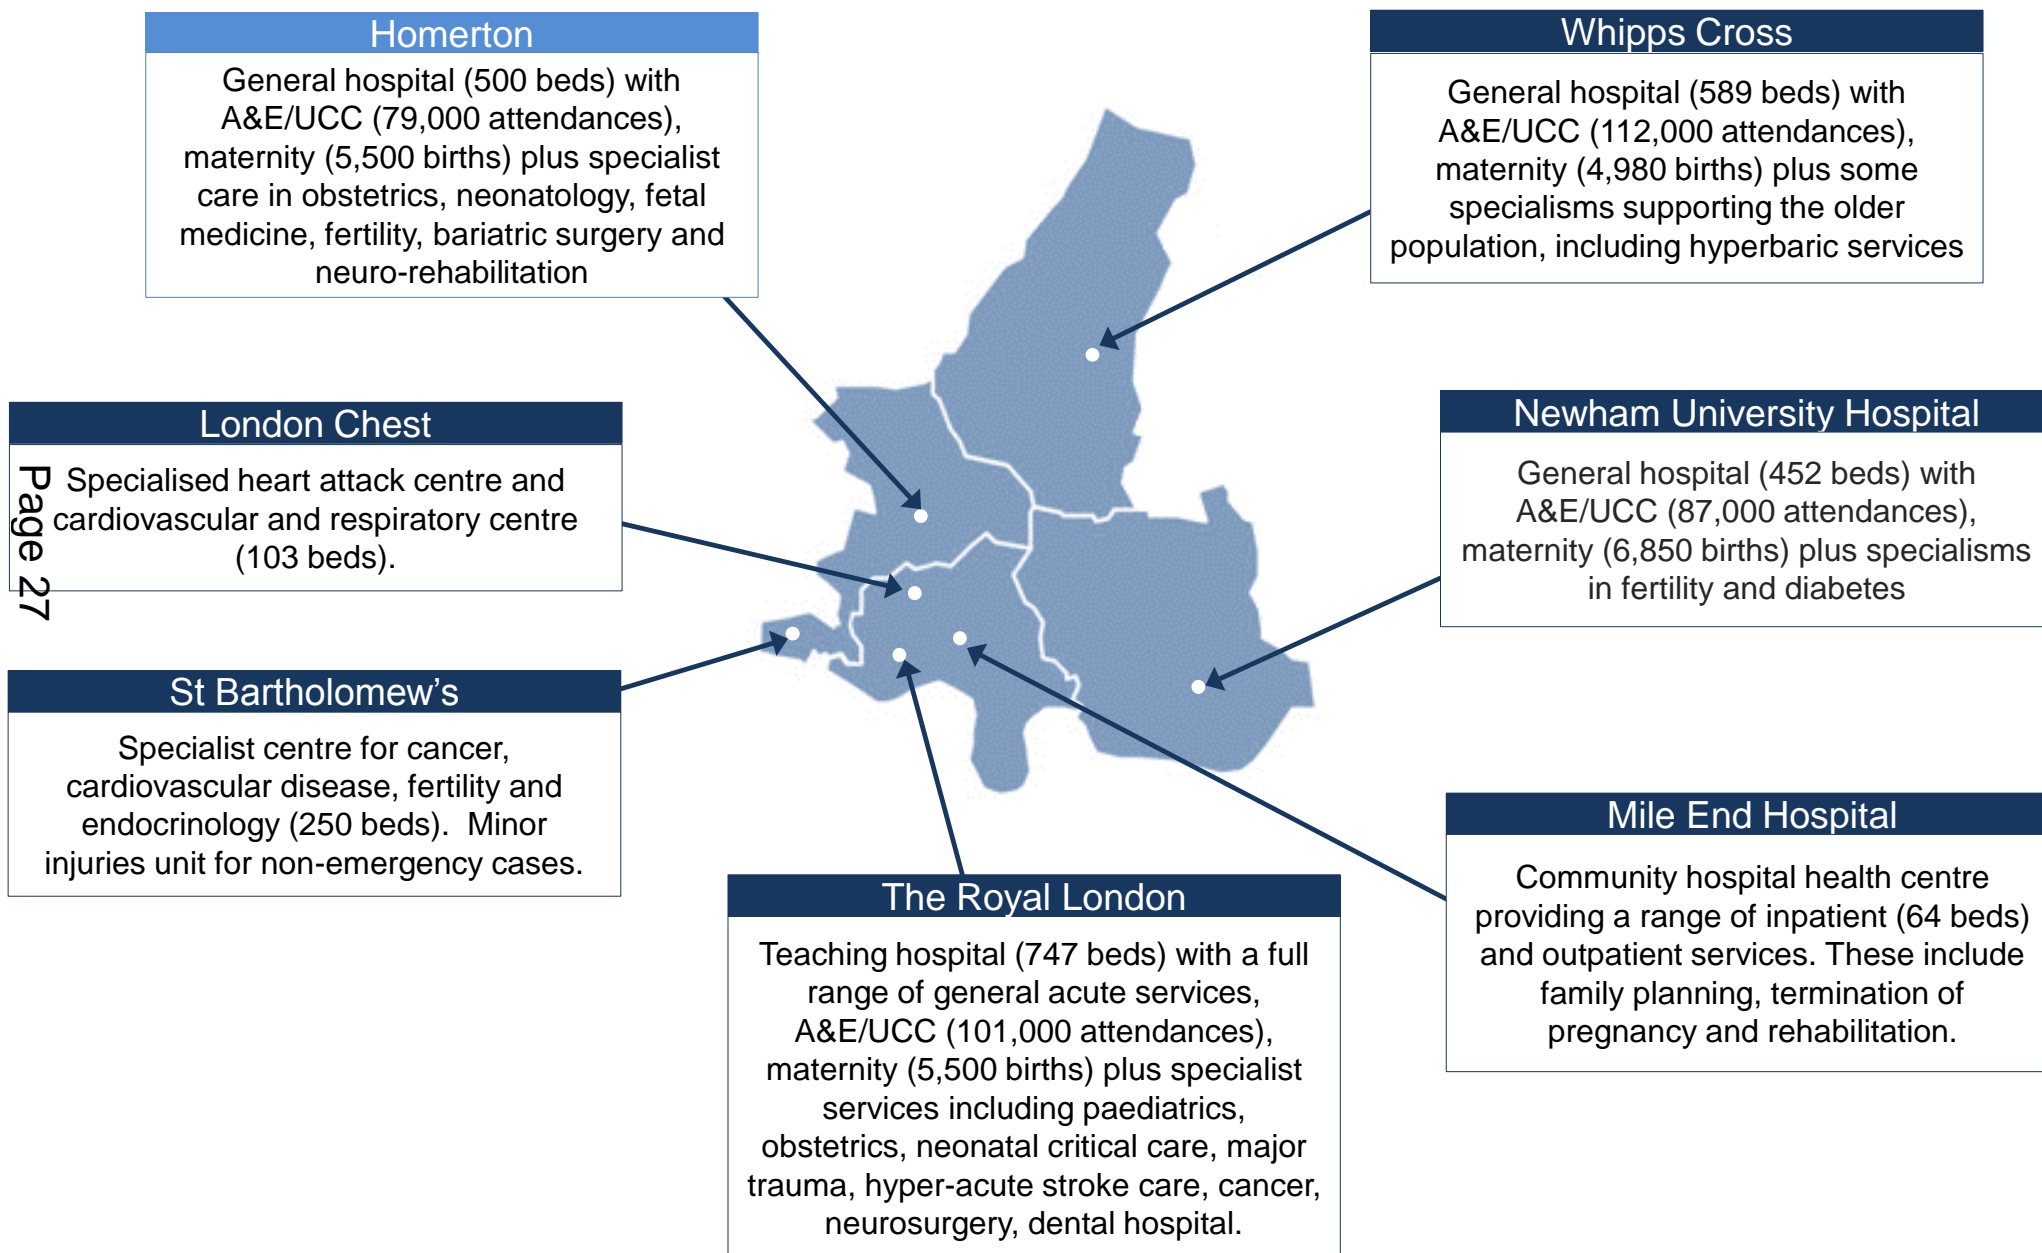 Homerton
General hospital (500 beds) with
A&E/UCC (79,000 attendances),
maternity (5,500 births) plus specialist
care in obstetrics, neonatology, fetal
medicine, fertility, bariatric surgery and
neuro-rehabilitation
Whipps Cross
General hospital (589 beds) with
A&E/UCC (112,000 attendances),
maternity (4,980 births) plus some
specialisms supporting the older
population, including hyperbaric services
London Chest
Specialised heart attack centre and
cardiovascular and respiratory centre
(103 beds).
Page 27
Newham University Hospital
General hospital (452 beds) with
A&E/UCC (87,000 attendances),
maternity (6,850 births) plus specialisms
in fertility and diabetes
St Bartholomew’s
Specialist centre for cancer,
cardiovascular disease, fertility and
endocrinology (250 beds).  Minor
injuries unit for non-emergency cases.
The Royal London
Teaching hospital (747 beds) with a full
range of general acute services,
A&E/UCC (101,000 attendances),
maternity (5,500 births) plus specialist
services including paediatrics,
obstetrics, neonatal critical care, major
trauma, hyper-acute stroke care, cancer,
neurosurgery, dental hospital.
Mile End Hospital
Community hospital health centre
providing a range of inpatient (64 beds)
and outpatient services. These include
family planning, termination of
pregnancy and rehabilitation.